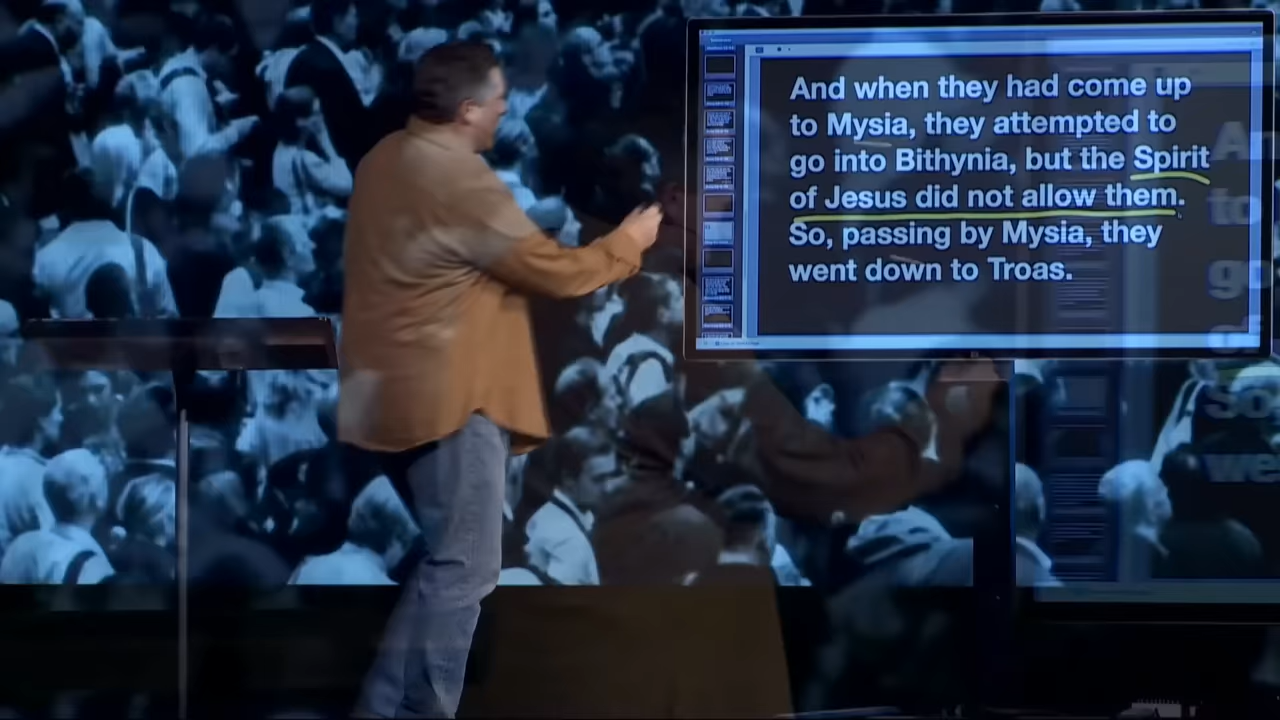 And when they had come up
to Mysia, they attempted to
go into Bithynia, but the Spirit
of Jesus did not allow them.
So, passing by Mysia, they
went down to Troas.